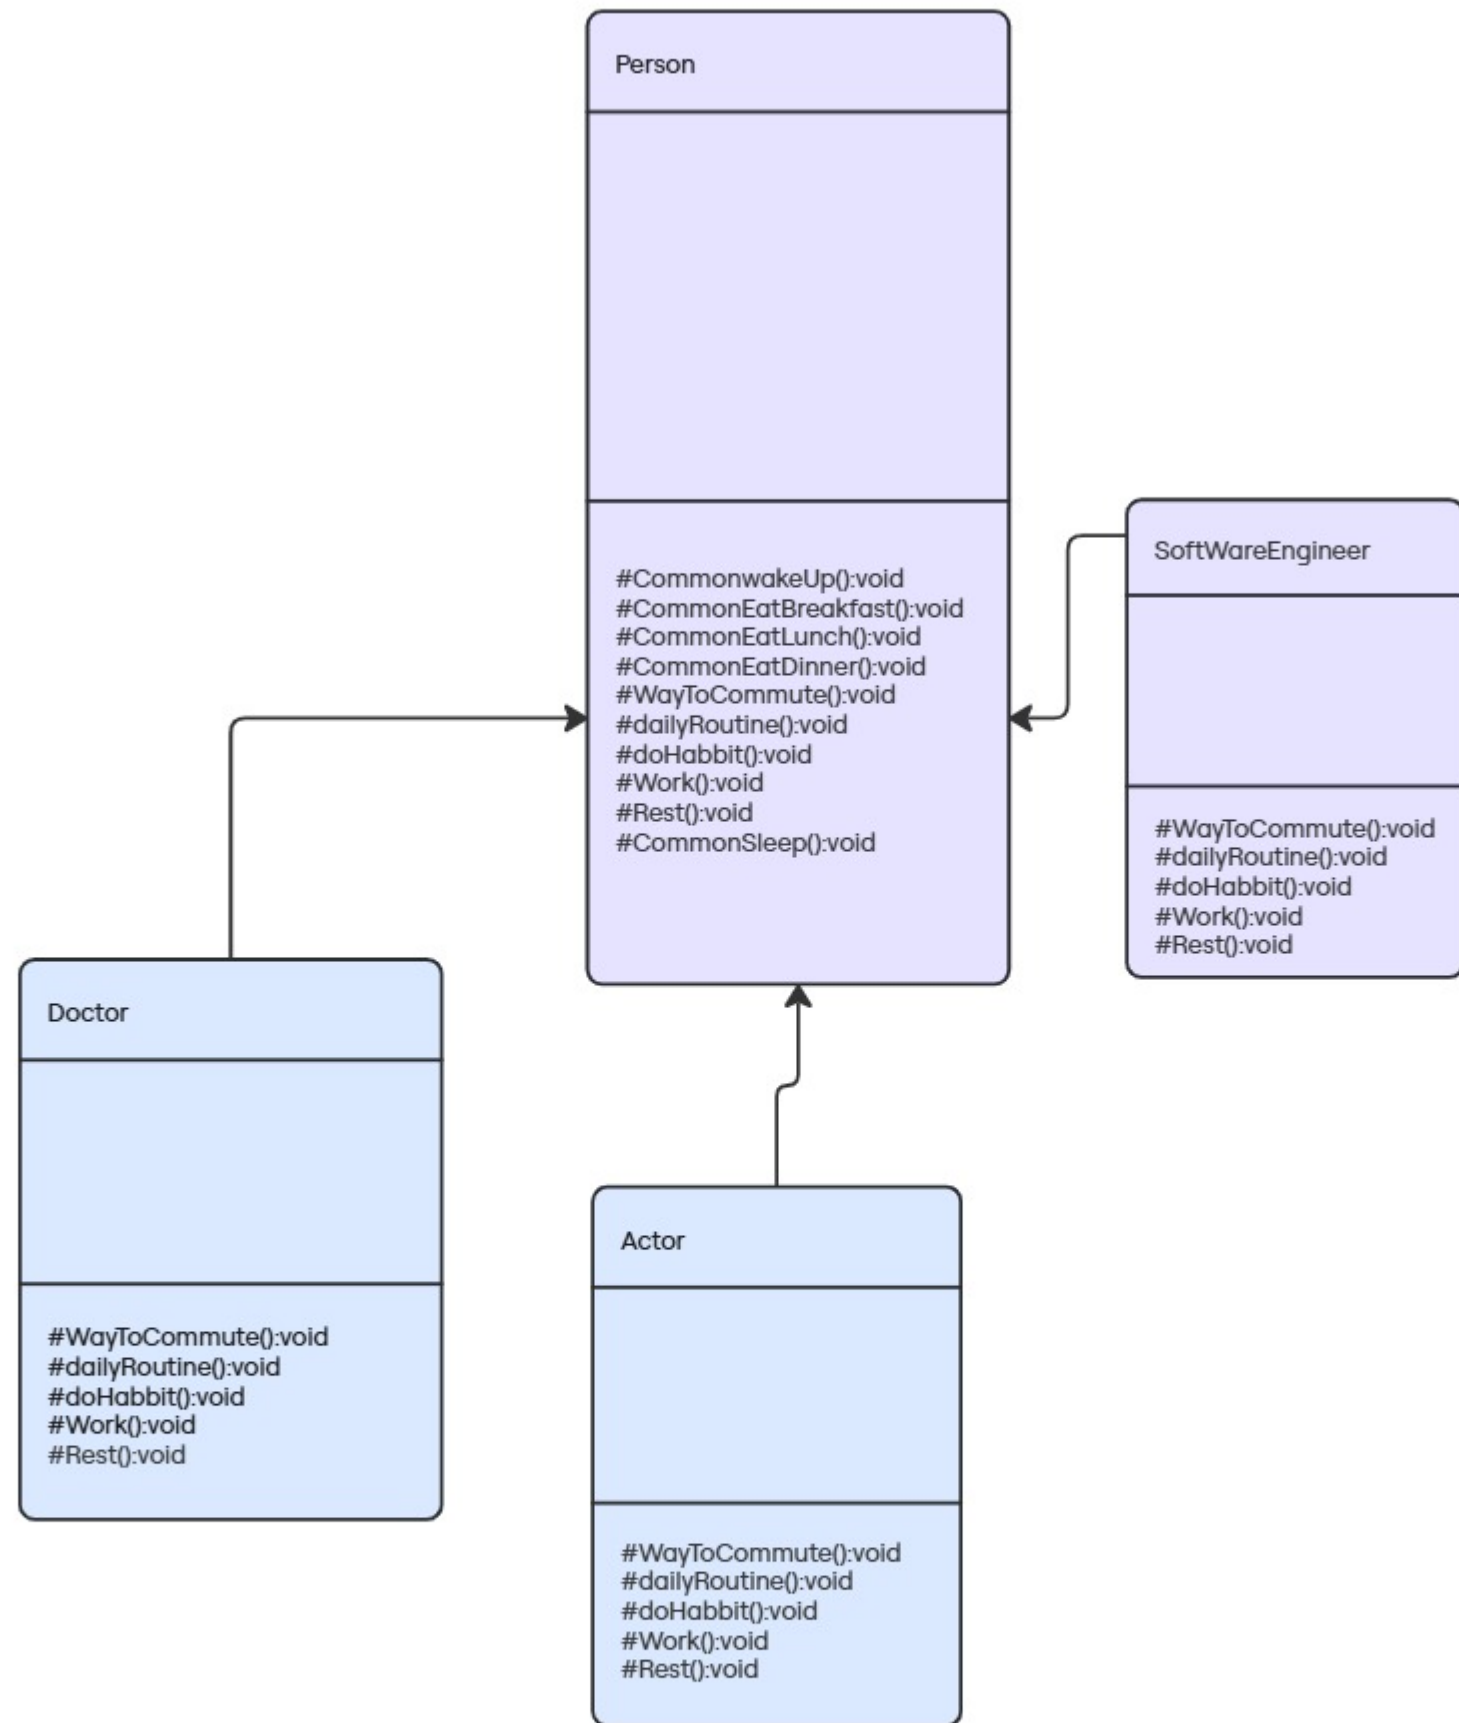 Person
#CommonwakeUp():void
#CommonEatBreakfast():void
#CommonEatLunch():void
#CommonEatDinner():void
#WayToCommute():void
#dailyRoutine():void
#doHabbit():void
#Work():void
#Rest():void
#CommonSleep():void
SoftWareEngineer
#WayToCommute():void
#dailyRoutine():void
#doHabbit():void
#Work():void
#Rest():void
Doctor
#WayToCommute():void
#dailyRoutine():void
#doHabbit():void
#Work():void
#Rest():void
Actor
#WayToCommute():void
#dailyRoutine():void
#doHabbit():void
#Work():void
#Rest():void